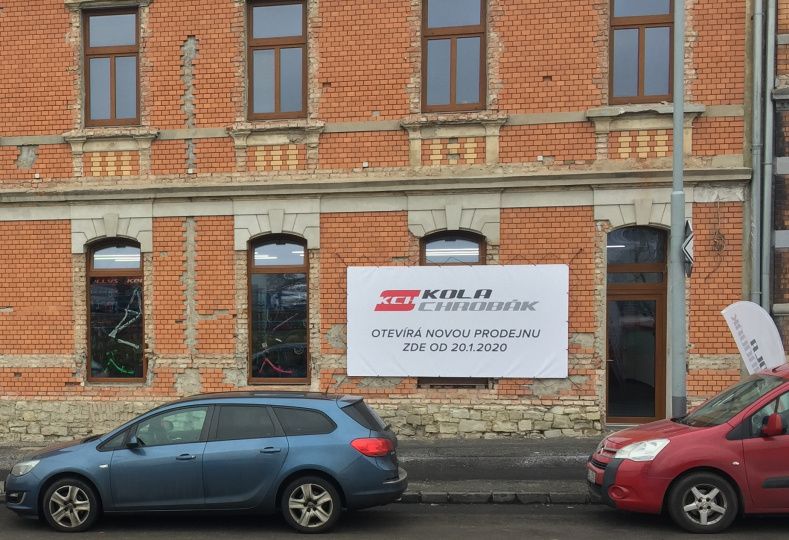 KCH KOLA
CHROBÁK
OTEVÍRÁ NOVOU PRODEJNU
ZDE OD 20.1.2020